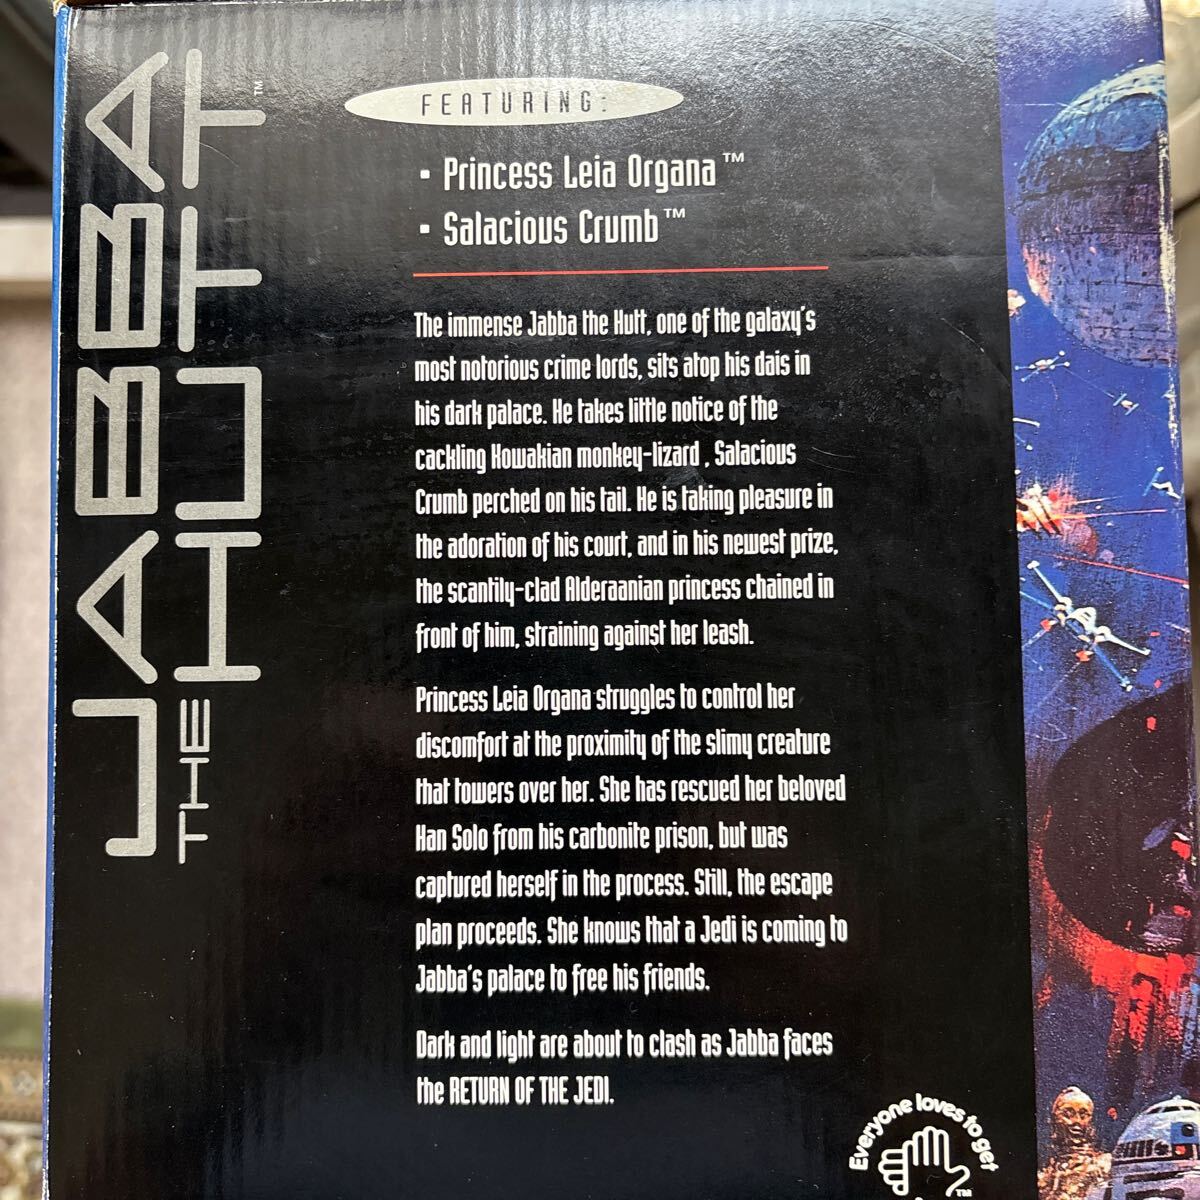 JABBA
THE HUTT™
FEATURING:
• Princess Leia Organa™
• Salacious Crumb™
The immense Jabba the Hutt, one of the galaxy's
most notorious crime lords, sits atop his dais in
his dark palace. He takes little notice of the
cackling Kowakian monkey-lizard , Salacious
Crumb perched on his tail. He is taking pleasure in
the adoration of his court, and in his newest prize,
the scantily-clad Alderaanian princess chained in
front of him, straining against her leash.
Princess Leia Organa struggles to control her
discomfort at the proximity of the slimy creature
that towers over her. She has rescued her beloved
Han Solo from his carbonite prison, but was
captured herself in the process. Still, the escape
plan proceeds. She knows that a Jedi is coming to
Jabba's palace to free his friends.
Dark and light are about to clash as Jabba faces
the RETURN OF THE JEDI.
Everyone loves to get
™